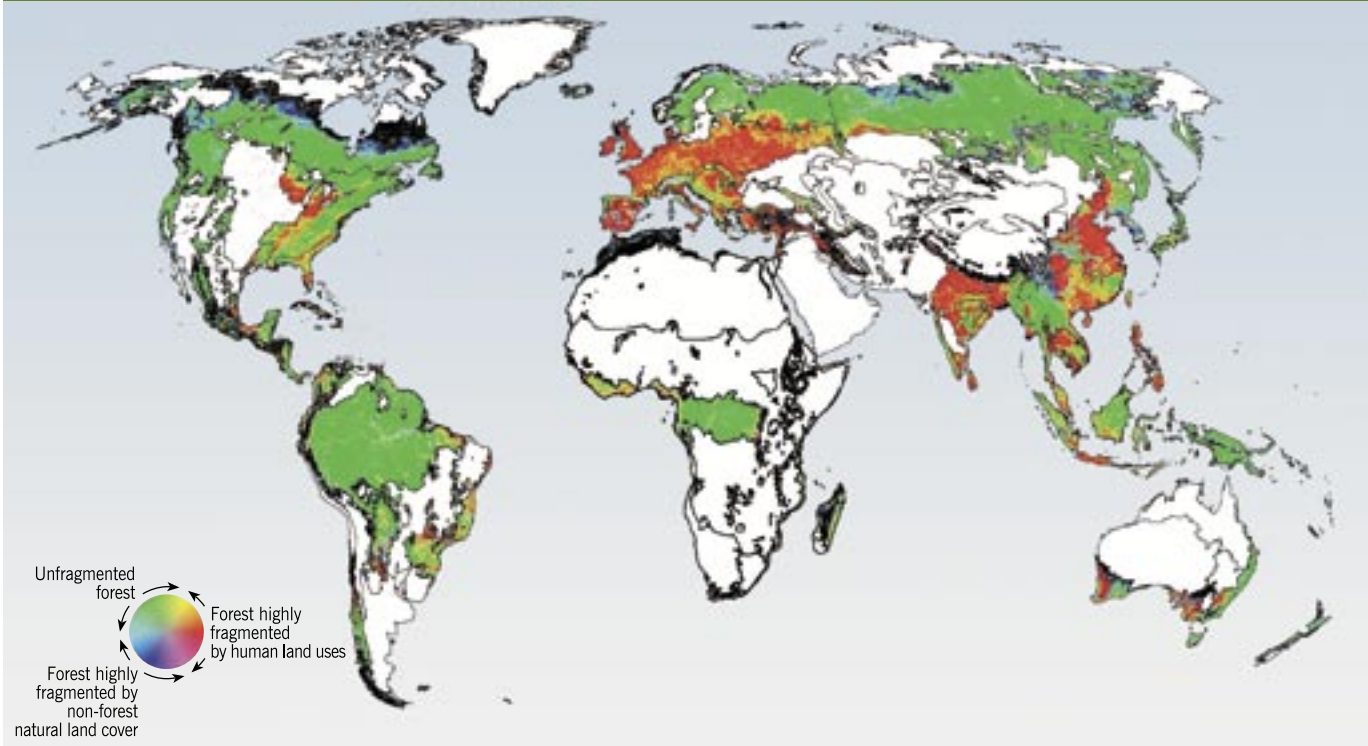 Unfragmented
forest
Forest highly
fragmented
by human land uses
Forest highly
fragmented by
non-forest
natural land cover